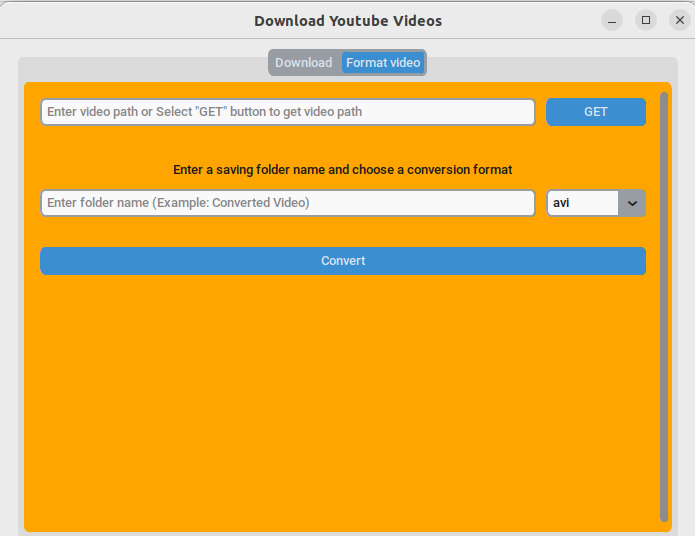 Download Youtube Videos
Download Format video
Enter video path or Select "GET" button to get video path GET
Enter a saving folder name and choose a conversion format
Enter folder name (Example: Converted Video) avi
Convert